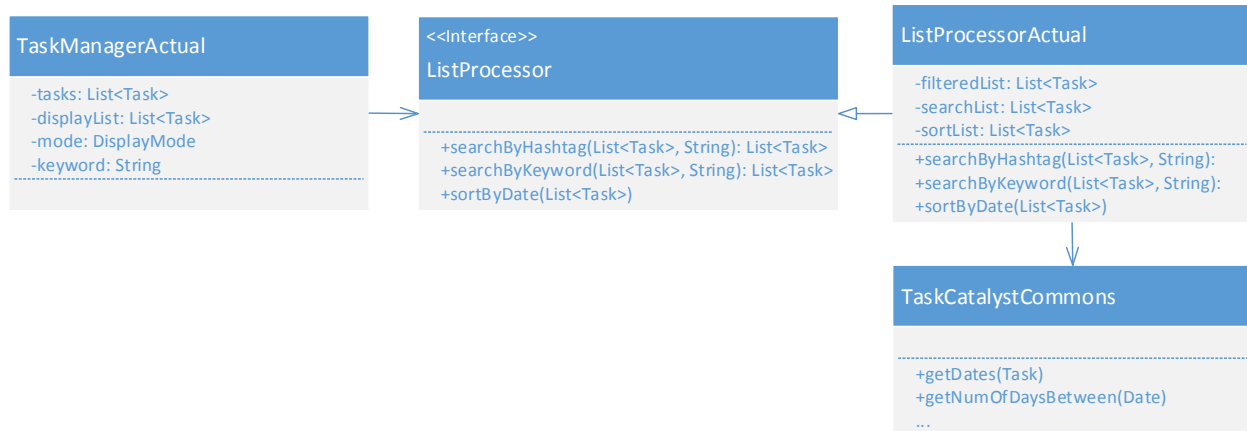 TaskManagerActual
-tasks: List<Task>
-displayList: List<Task>
-mode: DisplayMode
-keyword: String
<<Interface>>
ListProcessor
+searchByHashtag(List<Task>, String): List<Task>
+searchByKeyword(List<Task>, String): List<Task>
+sortByDate(List<Task>)
ListProcessorActual
-filteredList: List<Task>
-searchList: List<Task>
-sortList: List<Task>
+searchByHashtag(List<Task>, String):
+searchByKeyword(List<Task>, String):
+sortByDate(List<Task>)
TaskCatalystCommons
+getDates(Task)
+getNumOfDaysBetween(Date)
...